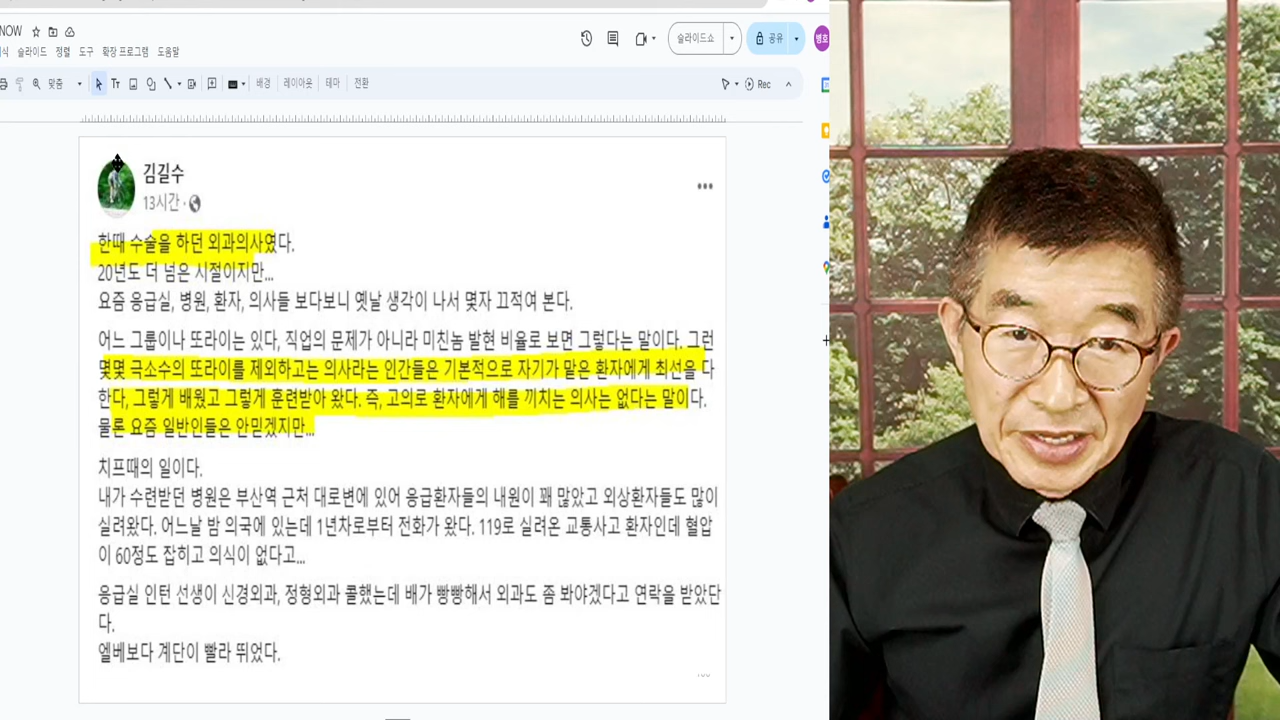 NOW
슬라이드 정렬 도구 확장 프로그램 도움말
슬라이드쇼
공유
병호
맞춤
Tт
배경 레이아웃 테마 전환
Rec
김길수
13시간 ·
한때 수술을 하던 외과의사였다.
20년도 더 넘은 시절이지만...
요즘 응급실, 병원, 환자, 의사들 보다보니 옛날 생각이 나서 몇자 끄적여 본다.
어느 그룹이나 또라이는 있다, 직업의 문제가 아니라 미친놈 발현 비율로 보면 그렇다는 말이다. 그런
몇몇 극소수의 또라이를 제외하고는 의사라는 인간들은 기본적으로 자기가 맡은 환자에게 최선을 다
한다, 그렇게 배웠고 그렇게 훈련받아 왔다. 즉, 고의로 환자에게 해를 끼치는 의사는 없다는 말이다.
물론 요즘 일반인들은 안믿겠지만...
치프때의 일이다.
내가 수련받던 병원은 부산역 근처 대로변에 있어 응급환자들의 내원이 꽤 많았고 외상환자들도 많이
실려왔다. 어느날 밤 의국에 있는데 1년차로부터 전화가 왔다. 119로 실려온 교통사고 환자인데 혈압
이 60정도 잡히고 의식이 없다고...
응급실 인턴 선생이 신경외과, 정형외과 콜했는데 배가 빵빵해서 외과도 좀 봐야겠다고 연락을 받았단
다.
엘베보다 계단이 빨라 뛰었다.